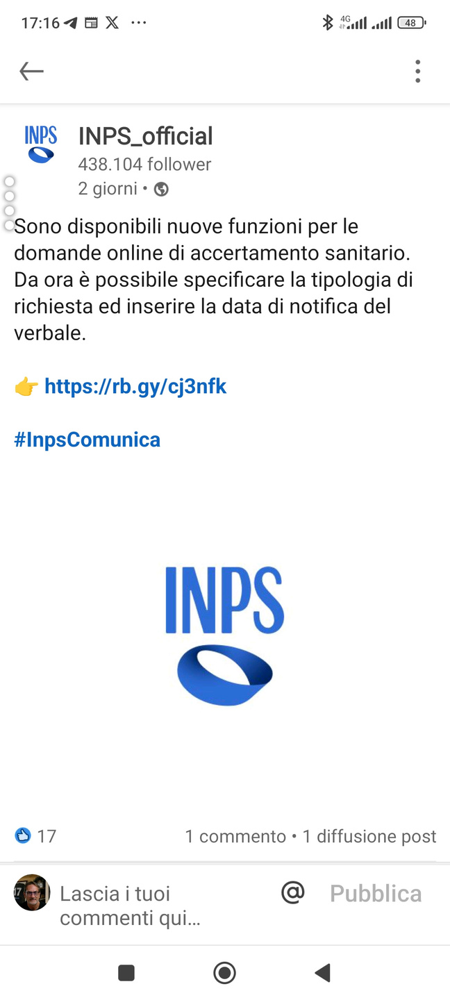 17:16
4G
48
INPS
INPS_official
438.104 follower
2 giorni •
Sono disponibili nuove funzioni per le
domande online di accertamento sanitario.
Da ora è possibile specificare la tipologia di
richiesta ed inserire la data di notifica del
verbale.
👉 https://rb.gy/cj3nfk
#InpsComunica
INPS
17
1 commento • 1 diffusione post
Lascia i tuoi
commenti qui...
@
Pubblica